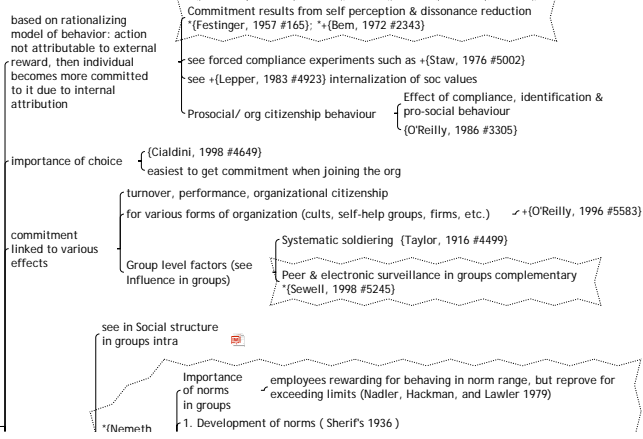 Commitment results from self perception & dissonance reduction
*{Festinger, 1957 #165}; *+{Bem, 1972 #2343}
based on rationalizing
model of behavior: action
not attributable to external
reward, then individual
becomes more committed
to it due to internal
attribution
see forced compliance experiments such as +{Staw, 1976 #5002}
see +{Lepper, 1983 #4923} internalization of soc values
Prosocial/ org citizenship behaviour
Effect of compliance, identification &
pro-social behaviour
{O'Reilly, 1986 #3305}
importance of choice
{Cialdini, 1998 #4649}
easiest to get commitment when joining the org
commitment
linked to various
effects
turnover, performance, organizational citizenship
for various forms of organization (cults, self-help groups, firms, etc.)
+{O'Reilly, 1996 #5583}
Group level factors (see
Influence in groups)
Systematic soldiering {Taylor, 1916 #4499}
Peer & electronic surveillance in groups complementary
*{Sewell, 1998 #5245}
see in Social structure
in groups intra
*{Nemeth
Importance
of norms
in groups
employees rewarding for behaving in norm range, but reprove for
exceeding limits (Nadler, Hackman, and Lawler 1979)
1. Development of norms ( Sherif's 1936 )